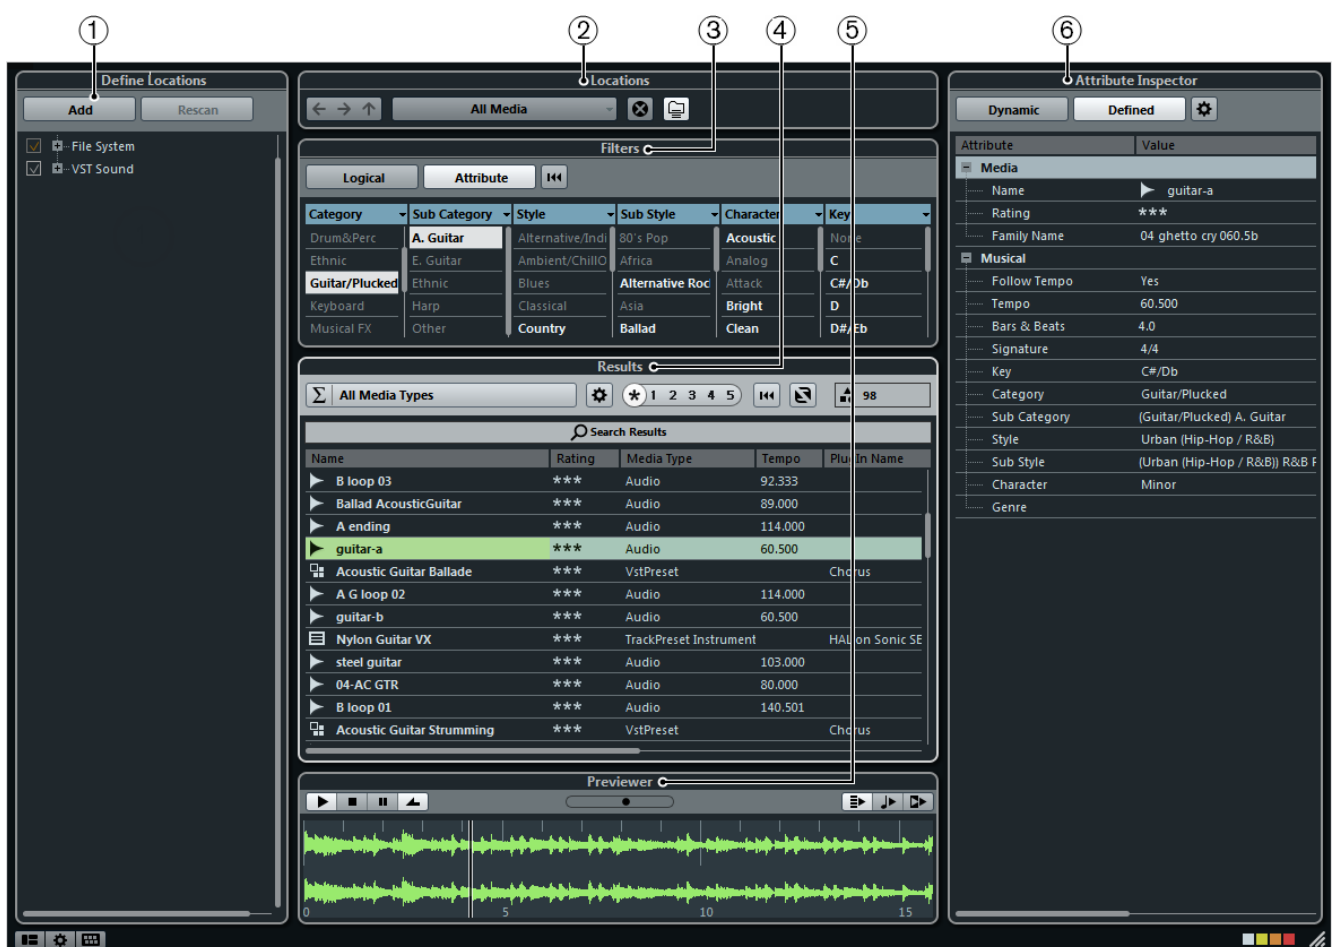 1 2 3 4 5 6
Define Locations
Add Rescan
File System
VST Sound
Locations
All Media
Filters
Logical Attribute
Category Sub Category Style Sub Style Character Key
Drum&Perc A. Guitar Alternative/Indi 80's Pop Acoustic None
Ethnic E. Guitar Ambient/ChillO Africa Analog C
Guitar/Plucked Ethnic Blues Alternative Roc Attack C#/Db
Keyboard Harp Classical Asia Bright D
Musical FX Other Country Ballad Clean D#/Eb
Results
Σ All Media Types * 1 2 3 4 5 98
Search Results
Name Rating Media Type Tempo PlugIn Name
B loop 03 *** Audio 92.333
Ballad AcousticGuitar *** Audio 89.000
A ending *** Audio 114.000
guitar-a *** Audio 60.500
Acoustic Guitar Ballade *** VstPreset Chorus
A G loop 02 *** Audio 114.000
guitar-b *** Audio 60.500
Nylon Guitar VX *** TrackPreset Instrument HALion Sonic SE
steel guitar *** Audio 103.000
04-AC GTR *** Audio 80.000
B loop 01 *** Audio 140.501
Acoustic Guitar Strumming *** VstPreset Chorus
Previewer
0 5 10 15
Attribute Inspector
Dynamic Defined
Attribute Value
Media
Name guitar-a
Rating ***
Family Name 04 ghetto cry 060.5b
Musical
Follow Tempo Yes
Tempo 60.500
Bars & Beats 4.0
Signature 4/4
Key C#/Db
Category Guitar/Plucked
Sub Category (Guitar/Plucked) A. Guitar
Style Urban (Hip-Hop / R&B)
Sub Style (Urban (Hip-Hop / R&B)) R&B F
Character Minor
Genre